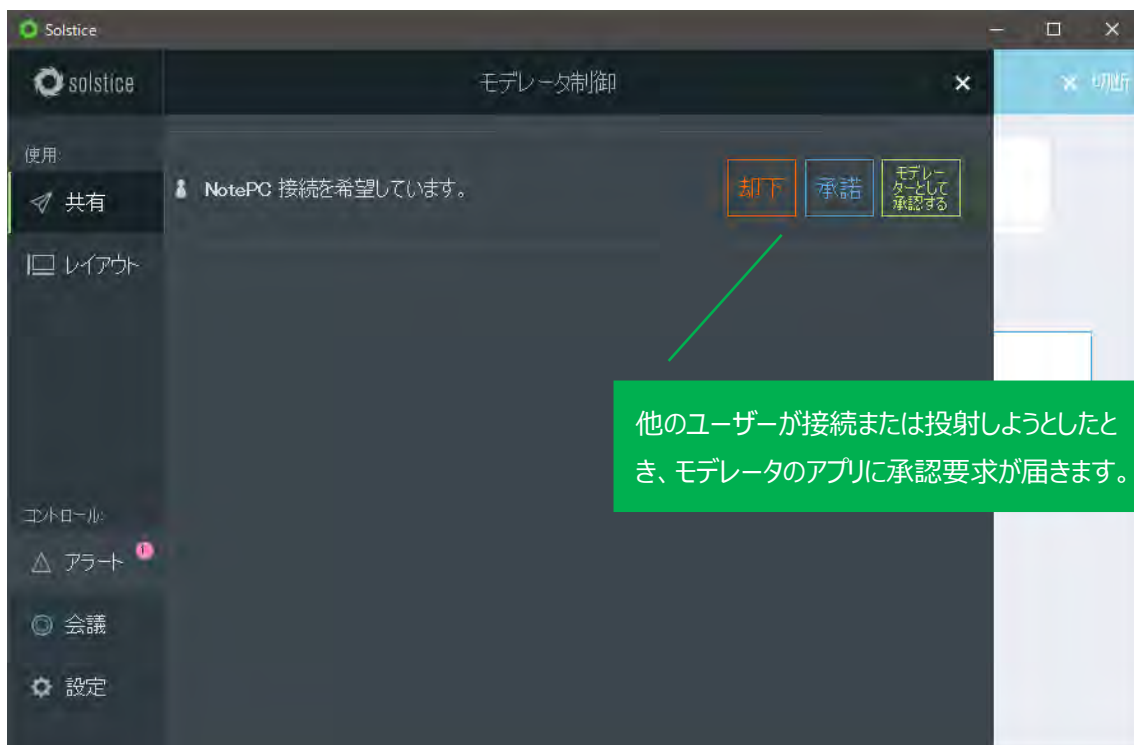 Solstice
solstice
モデレータ制御
切断
使用:
共有
レイアウト
NotePC 接続を希望しています。
却下
承諾
モデレー
ターとして
承認する
他のユーザーが接続または投射しようとしたと
き、モデレータのアプリに承認要求が届きます。
コントロール:
アラート
1
会議
設定